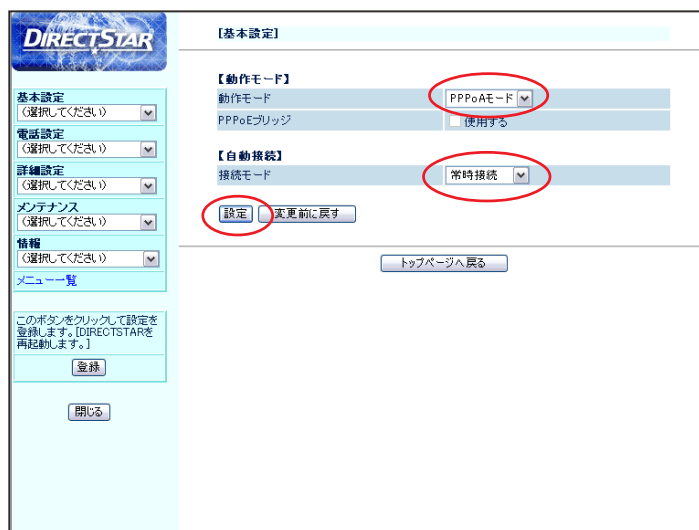 DIRECTSTAR
基本設定
(選択してください)
電話設定
(選択してください)
詳細設定
(選択してください)
メンテナンス
(選択してください)
情報
(選択してください)
メニュー一覧
このボタンをクリックして設定を
登録します。[DIRECTSTARを
再起動します。]
登録
閉じる
[基本設定]
【動作モード】
動作モード PPPoAモード
PPPoEブリッジ 使用する
【自動接続】
接続モード 常時接続
設定 変更前に戻す
トップページへ戻る